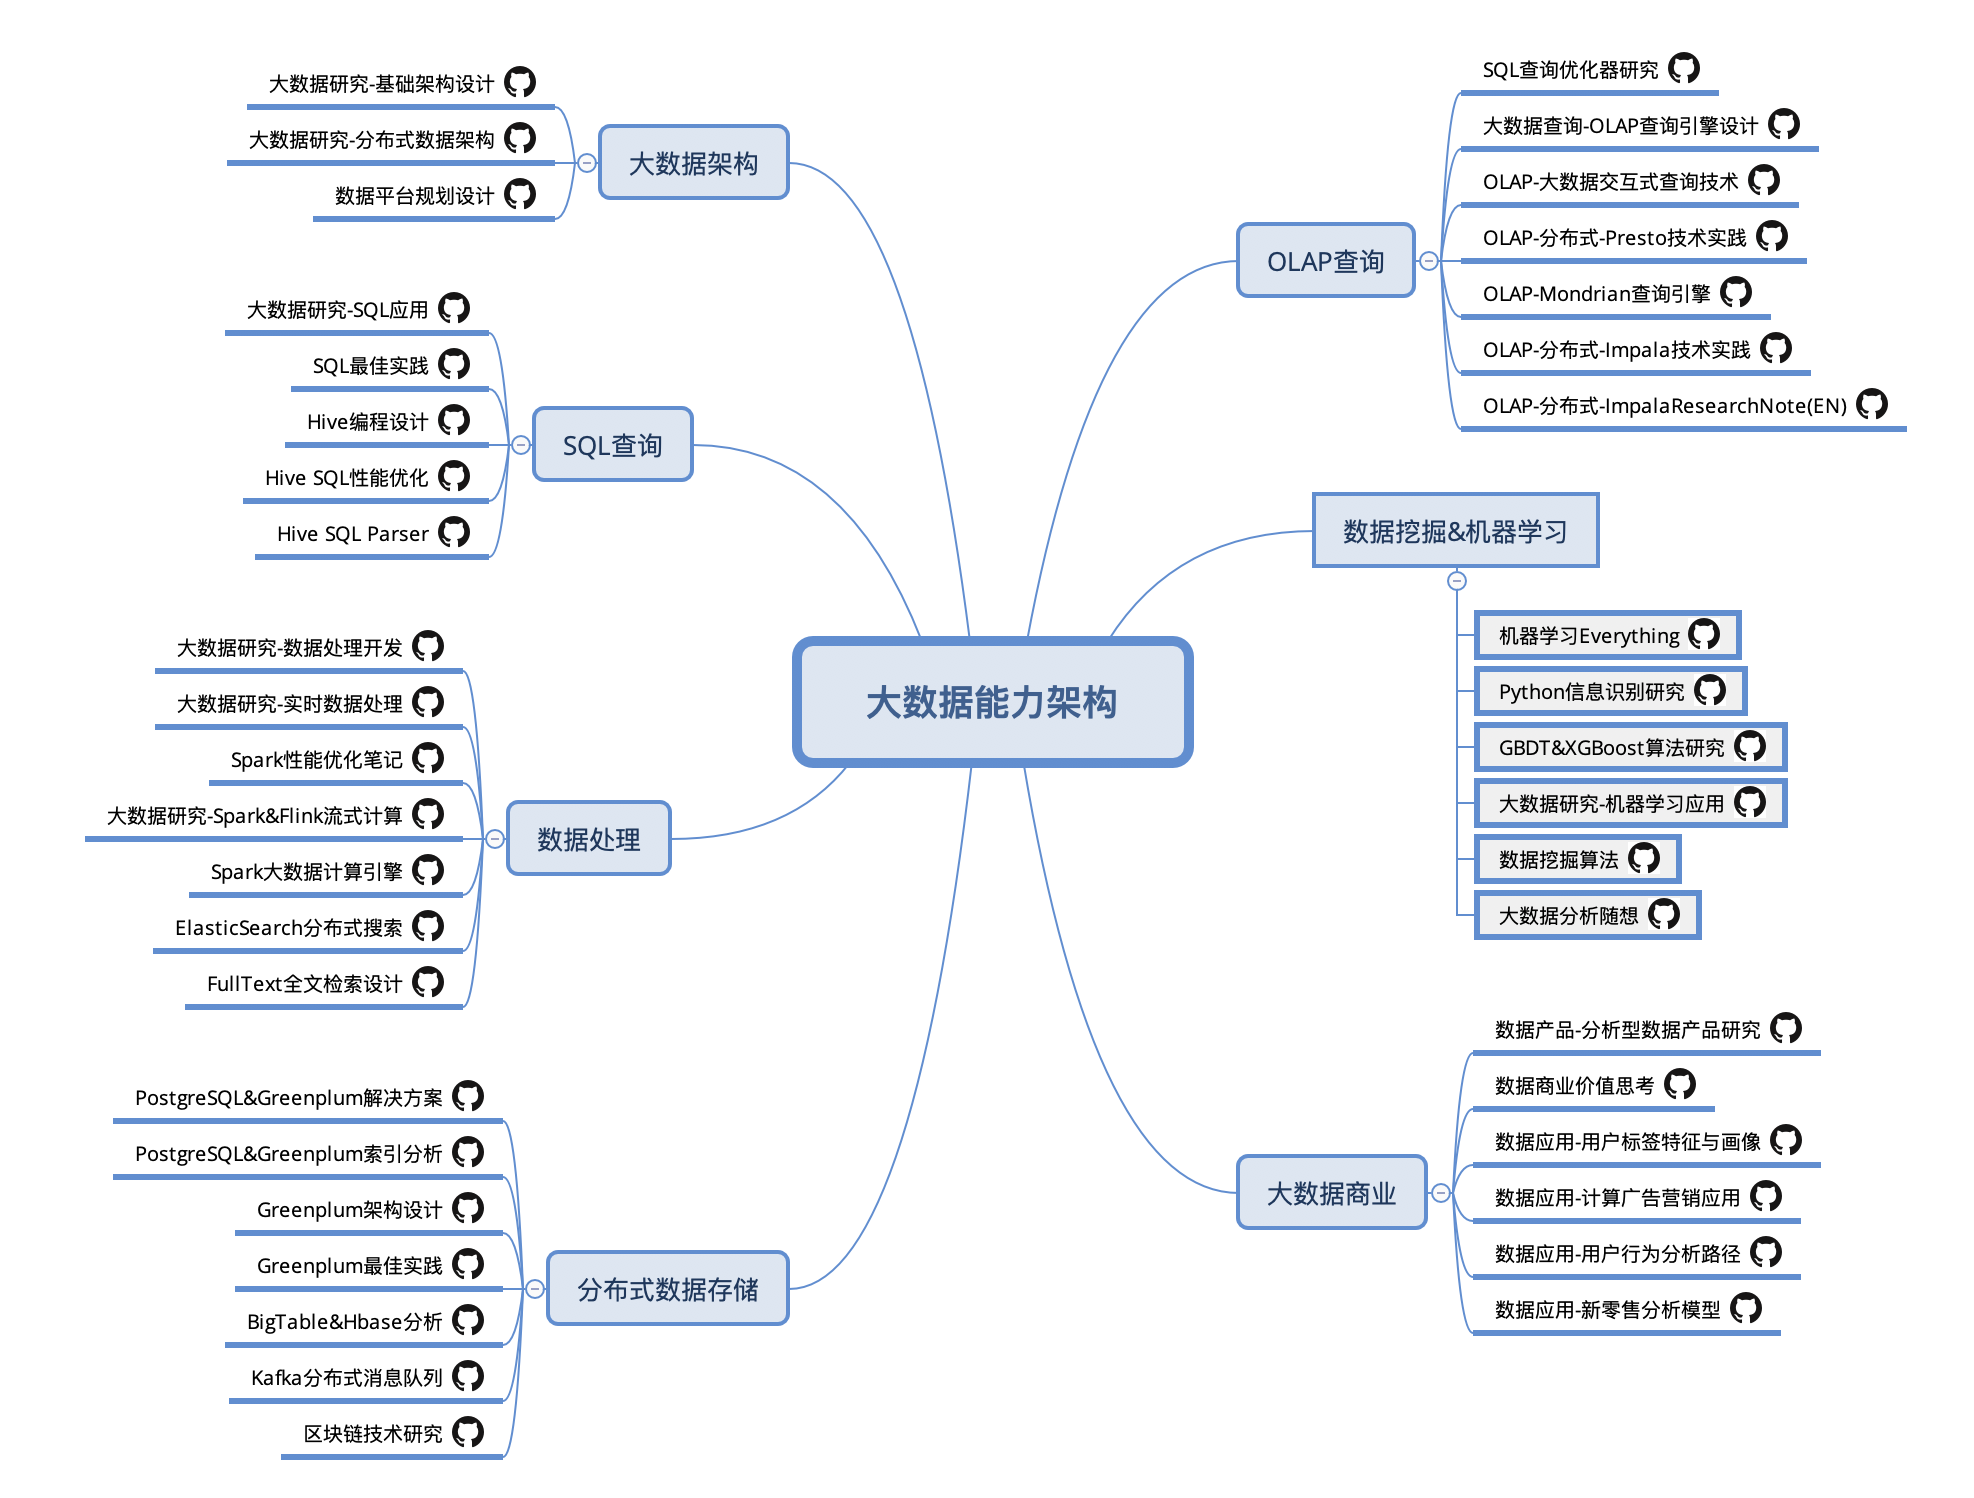 大数据能力架构
大数据架构
大数据研究-基础架构设计
大数据研究-分布式数据架构
数据平台规划设计
SQL查询
大数据研究-SQL应用
SQL最佳实践
Hive编程设计
Hive SQL性能优化
Hive SQL Parser
数据处理
大数据研究-数据处理开发
大数据研究-实时数据处理
Spark性能优化笔记
大数据研究-Spark&Flink流式计算
Spark大数据计算引擎
ElasticSearch分布式搜索
FullText全文检索设计
分布式数据存储
PostgreSQL&Greenplum解决方案
PostgreSQL&Greenplum索引分析
Greenplum架构设计
Greenplum最佳实践
BigTable&Hbase分析
Kafka分布式消息队列
区块链技术研究
OLAP查询
SQL查询优化器研究
大数据查询-OLAP查询引擎设计
OLAP-大数据交互式查询技术
OLAP-分布式-Presto技术实践
OLAP-Mondrian查询引擎
OLAP-分布式-Impala技术实践
OLAP-分布式-ImpalaResearchNote(EN)
数据挖掘&机器学习
机器学习Everything
Python信息识别研究
GBDT&XGBoost算法研究
大数据研究-机器学习应用
数据挖掘算法
大数据分析随想
大数据商业
数据产品-分析型数据产品研究
数据商业价值思考
数据应用-用户标签特征与画像
数据应用-计算广告营销应用
数据应用-用户行为分析路径
数据应用-新零售分析模型